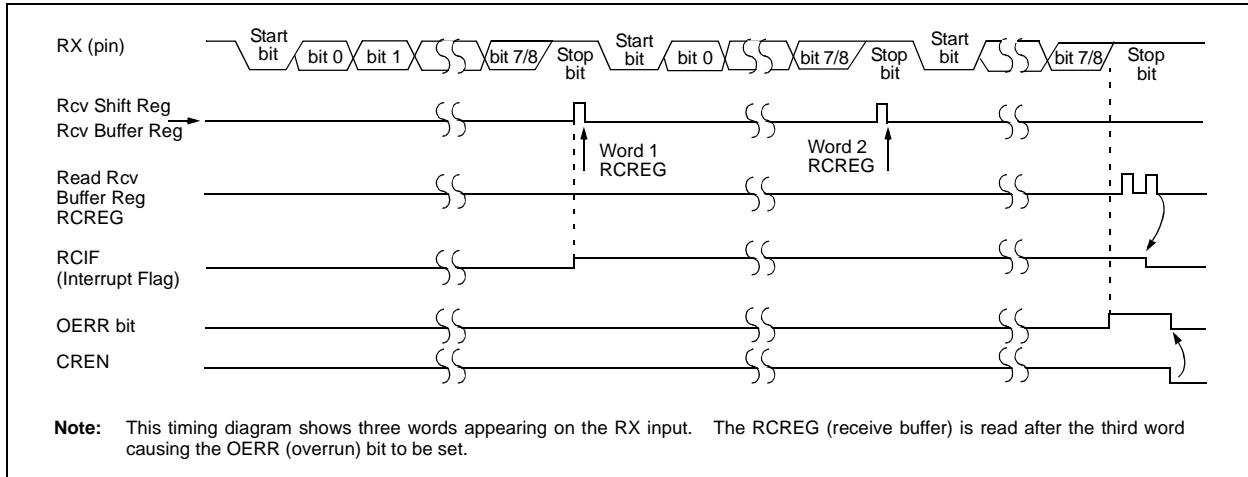 RX (pin)
Start bit
bit 0
bit 1
bit 7/8
Stop bit
Start bit
bit 0
bit 7/8
Stop bit
Start bit
bit 7/8
Stop bit
Rcv Shift Reg
Rcv Buffer Reg
Word 1
RCREG
Word 2
RCREG
Read Rcv
Buffer Reg
RCREG
RCIF
(Interrupt Flag)
OERR bit
CREN
Note: This timing diagram shows three words appearing on the RX input. The RCREG (receive buffer) is read after the third word
causing the OERR (overrun) bit to be set.